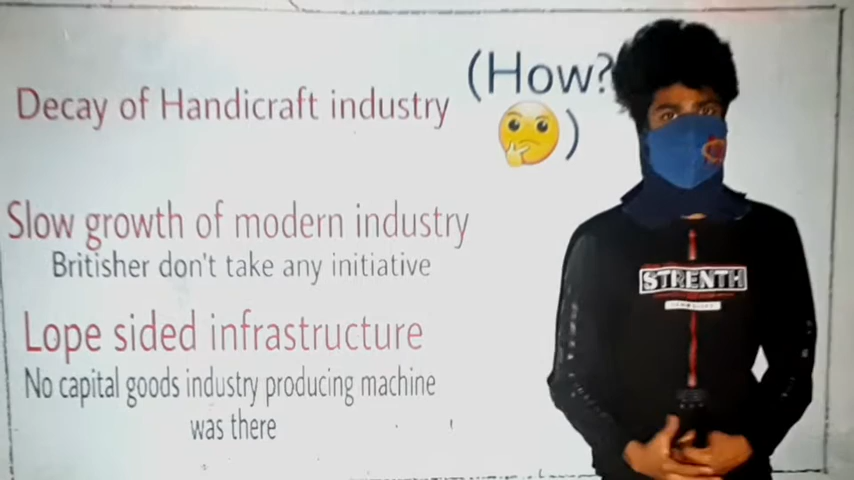 Decay of Handicraft industry
(How?
🤔)
Slow growth of modern industry
Britisher don't take any initiative
Lope sided infrastructure
No capital goods industry producing machine
was there
STRENTH